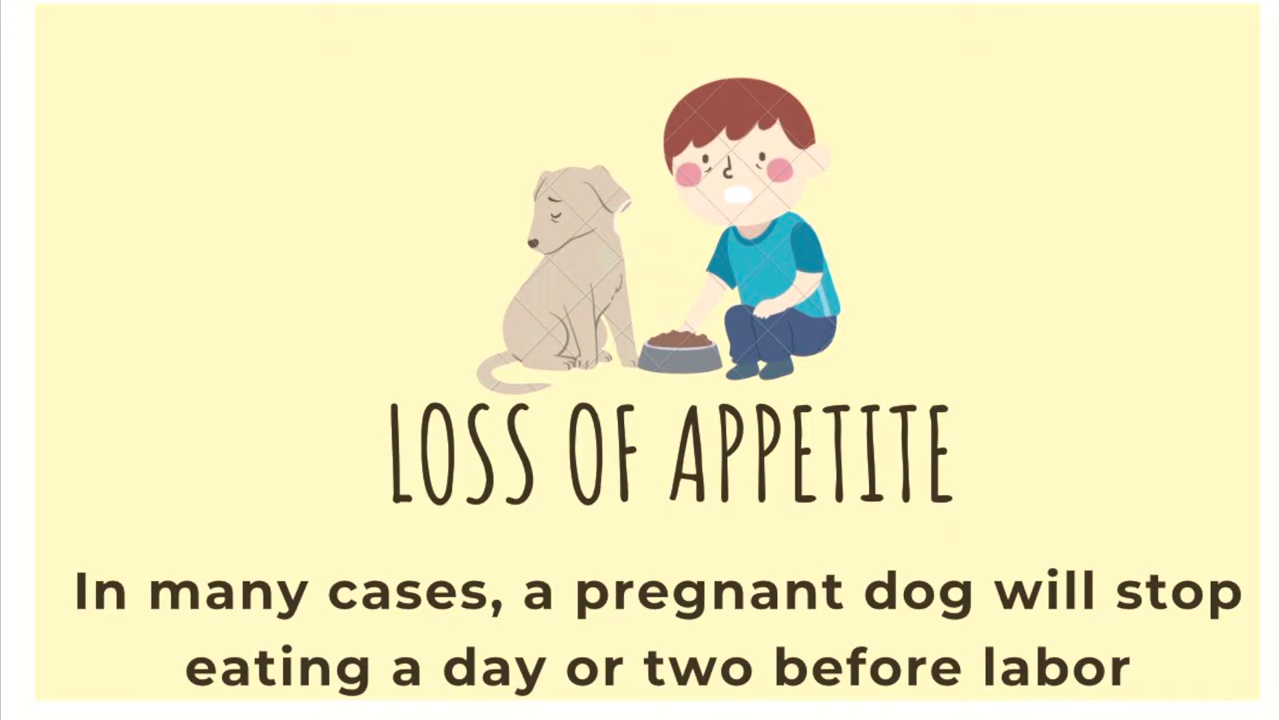 LOSS OF APPETITE
In many cases, a pregnant dog will stop
eating a day or two before labor